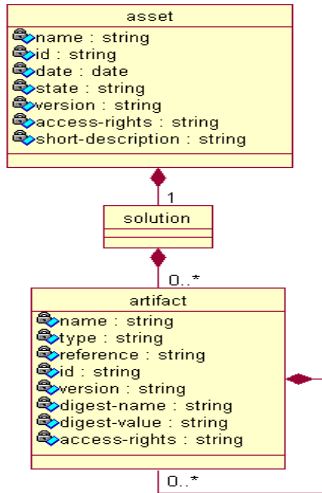 asset
name : string
id : string
date : date
state : string
version : string
access-rights : string
short-description : string
1
solution
0..*
artifact
name : string
type : string
reference : string
id : string
version : string
digest-name : string
digest-value : string
access-rights : string
0..*